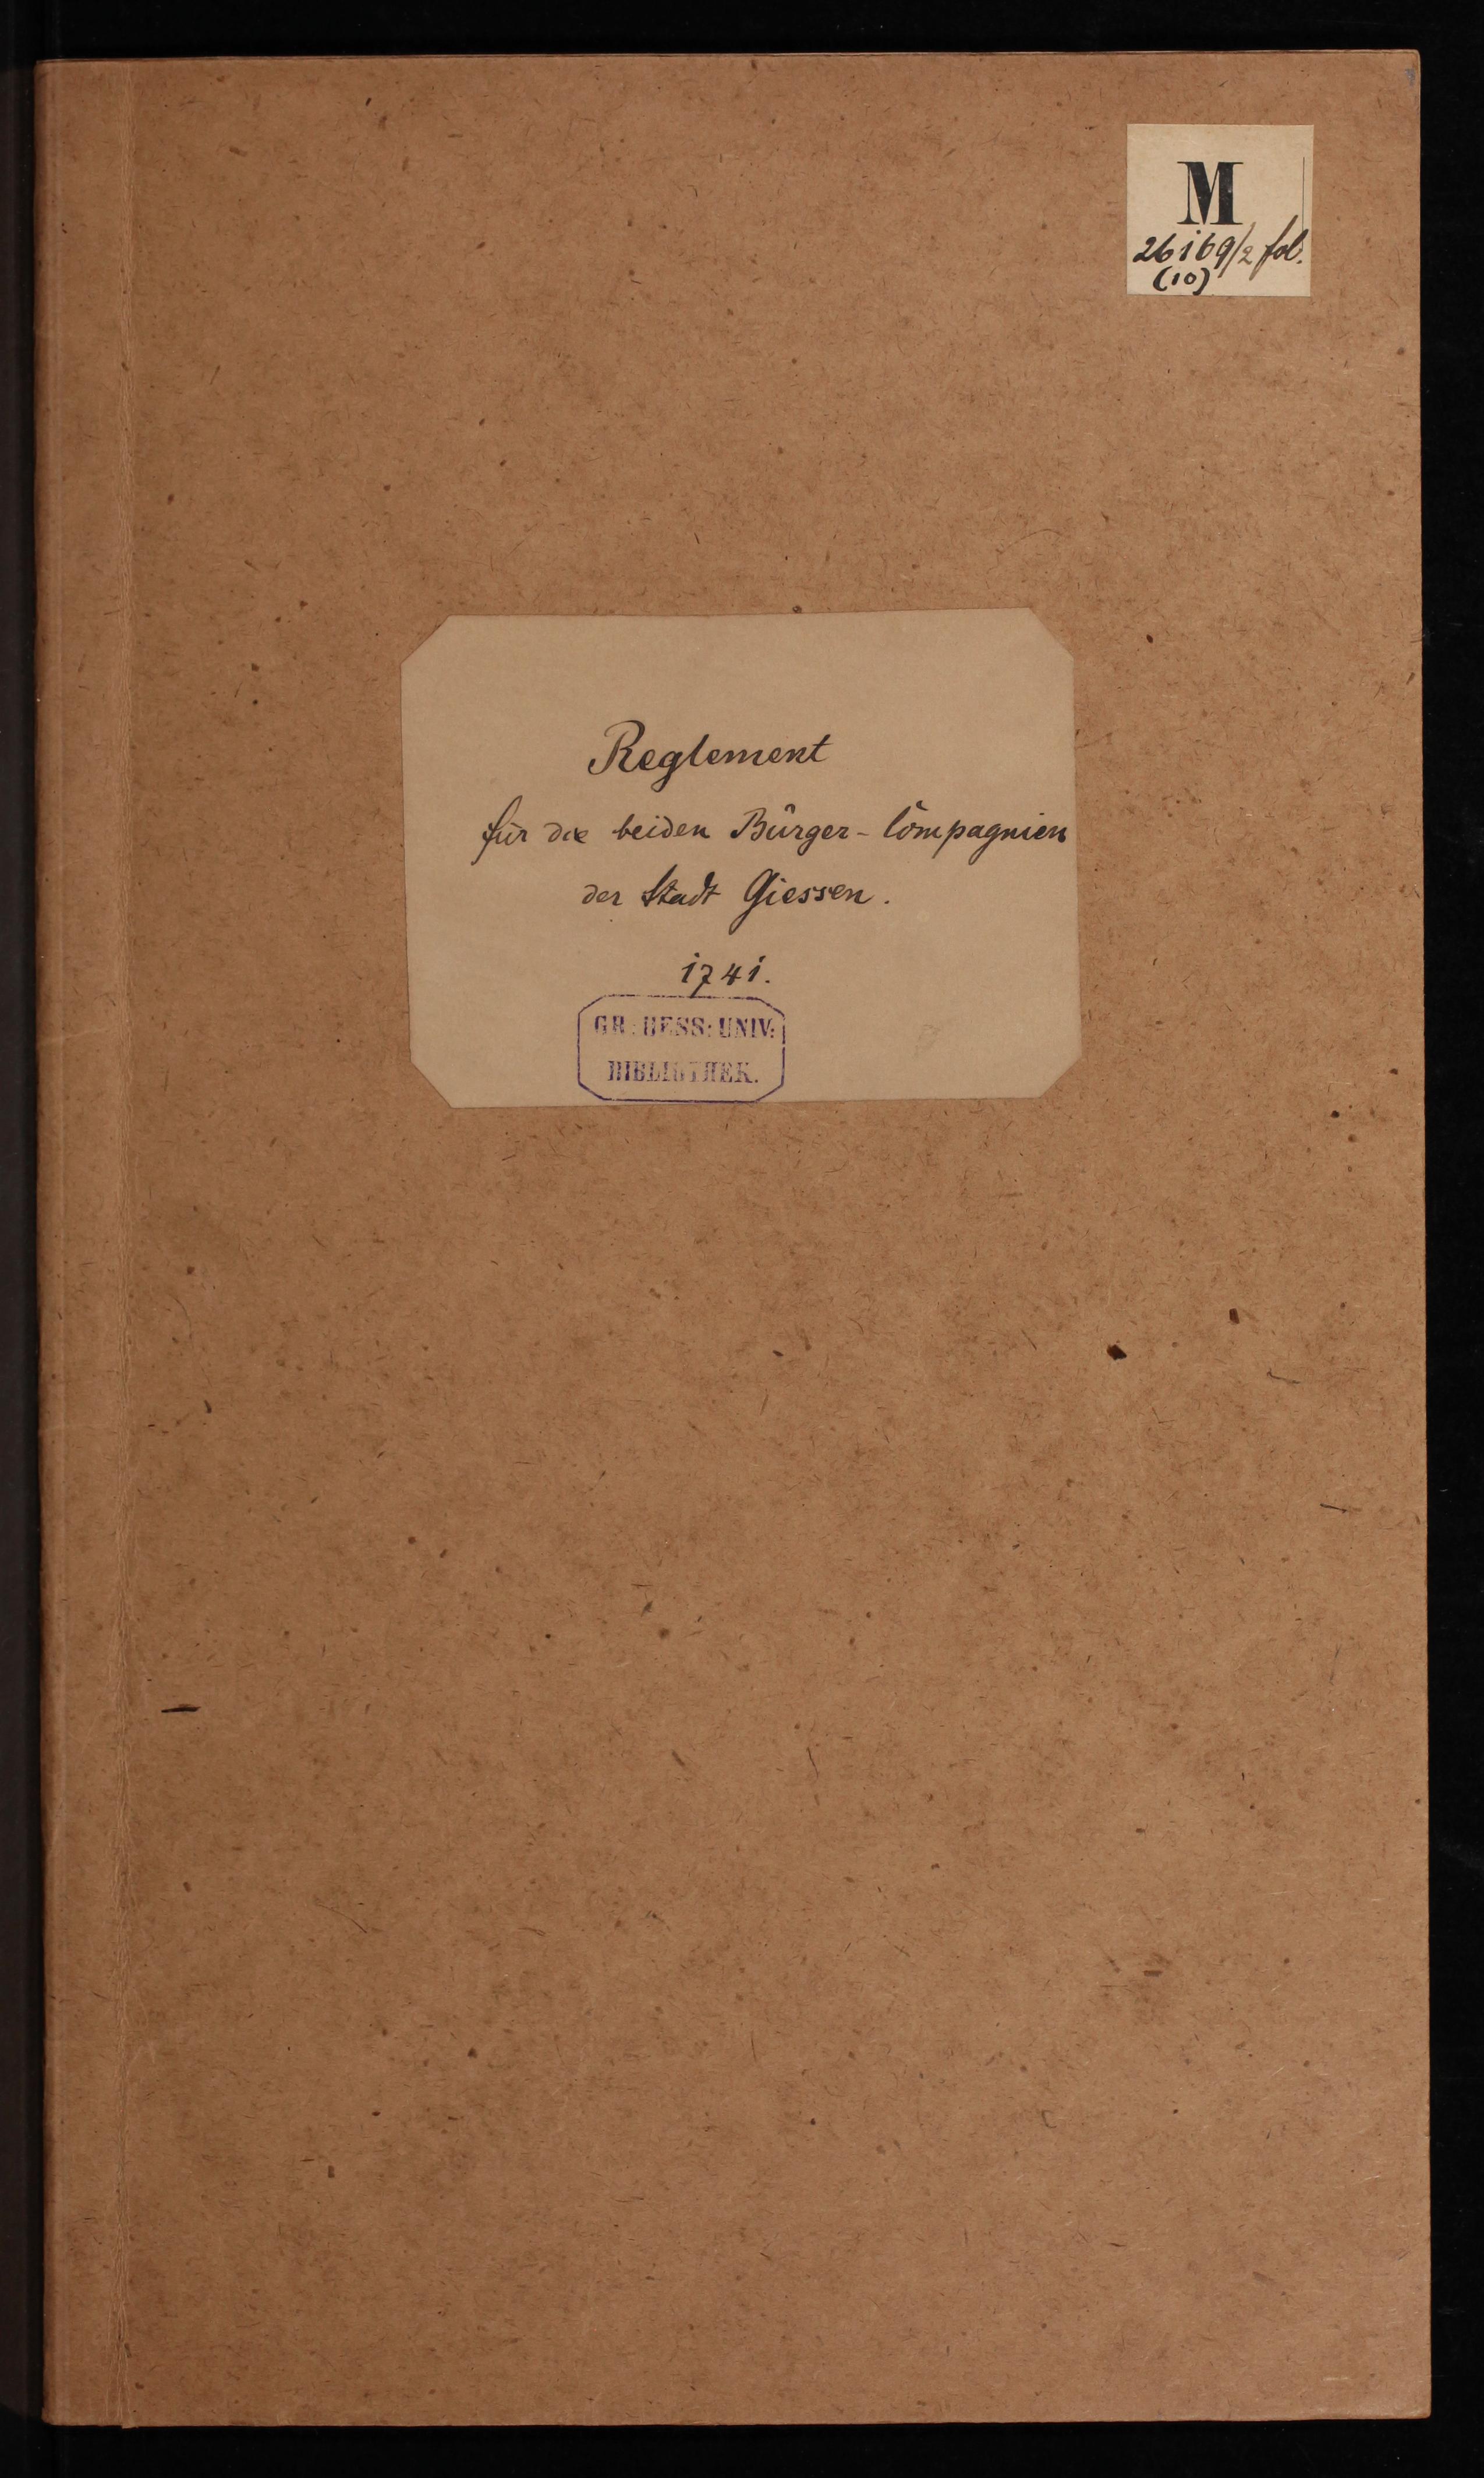 M
26169/2 fol.
(10)
Reglement
für die beiden Bürger-Compagnien
der Stadt Giessen.
1741.
GR: HESS: UNIV:
BIBLIOTHEK.